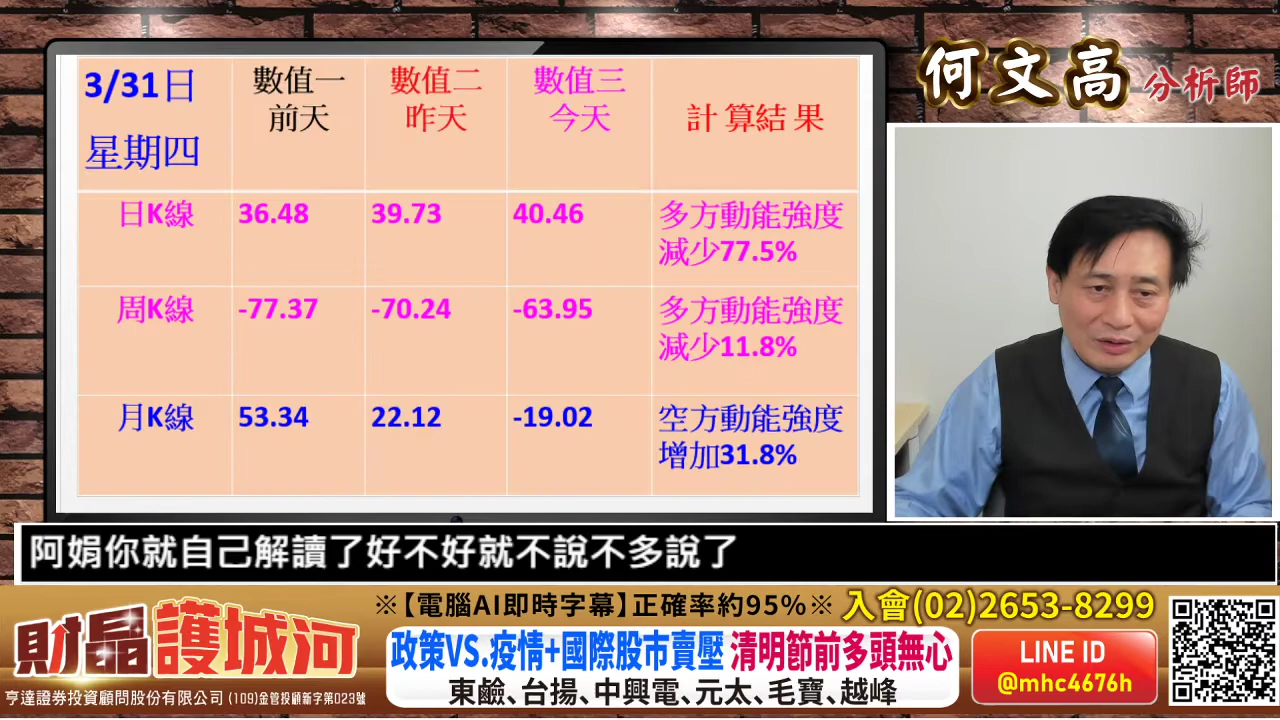 何文高 分析師
3/31日
星期四
數值一
前天
數值二
昨天
數值三
今天
計 算結 果
日K線 36.48 39.73 40.46 多方動能強度
減少77.5%
周K線 -77.37 -70.24 -63.95 多方動能強度
減少11.8%
月K線 53.34 22.12 -19.02 空方動能強度
增加31.8%
阿娟你就自己解讀了好不好就不說不多說了
※【電腦AI即時字幕】正確率約95%※ 入會(02)2653-8299
財晶護城河
政策VS.疫情+國際股市賣壓 清明節前多頭無心
東鹼、台揚、中興電、元太、毛寶、越峰
LINE ID
@mhc4676h
亨達證券投資顧問股份有限公司 (109)金管投顧新字第023號